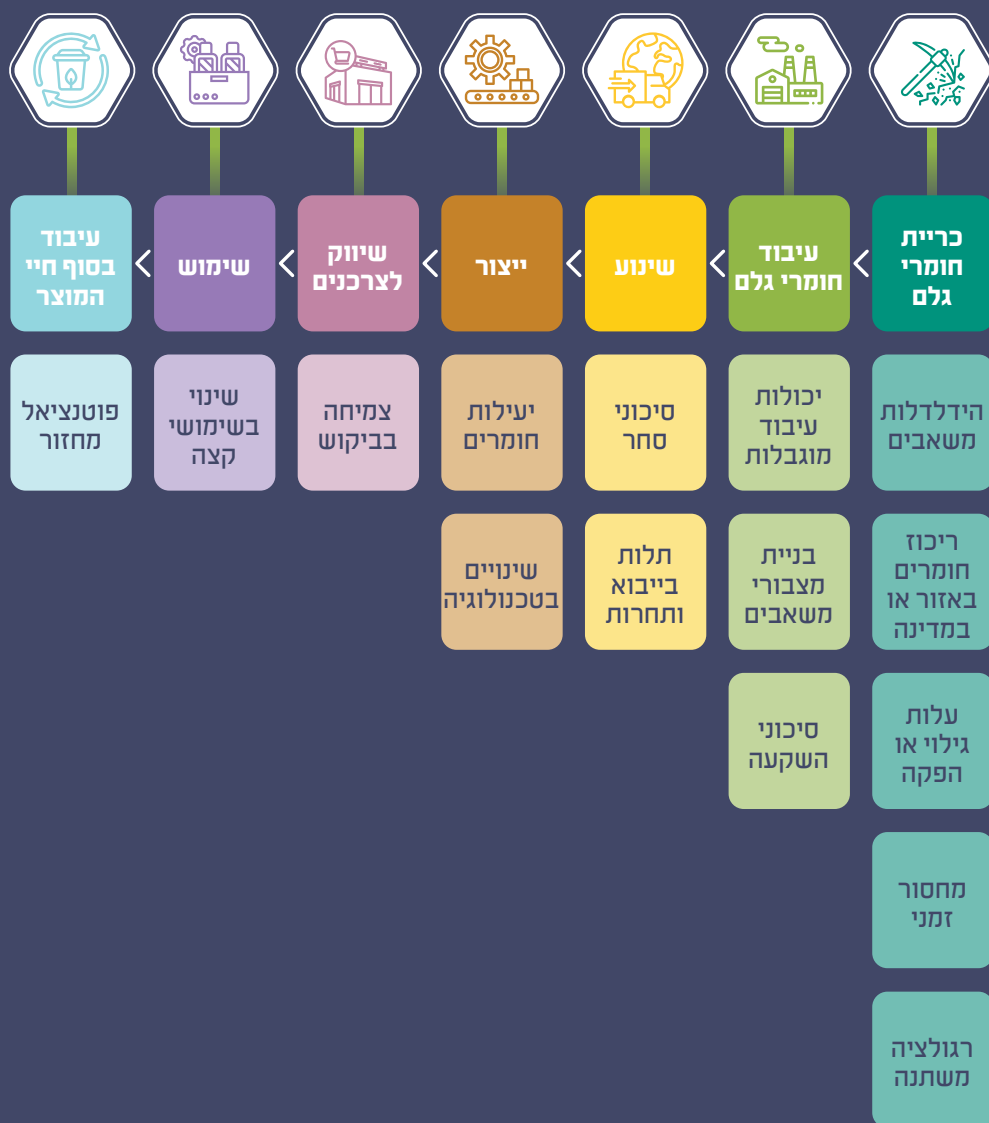 כריית
חומרי
גלם
עיבוד
חומרי גלם
שינוע
ייצור
שיווק
לצרכנים
שימוש
עיבוד
בסוף חיי
המוצר
הידלדלות
משאבים
יכולות
עיבוד
מוגבלות
סיכוני
סחר
יעילות
חומרים
צמיחה
בביקוש
שינוי
בשימושי
קצה
פוטנציאל
מחזור
ריכוז
חומרים
באזור או
במדינה
בניית
מצבורי
משאבים
תלות
בייבוא
ותחרות
שינויים
בטכנולוגיה
עלות
גילוי או
הפקה
סיכוני
השקעה
מחסור
זמני
רגולציה
משתנה